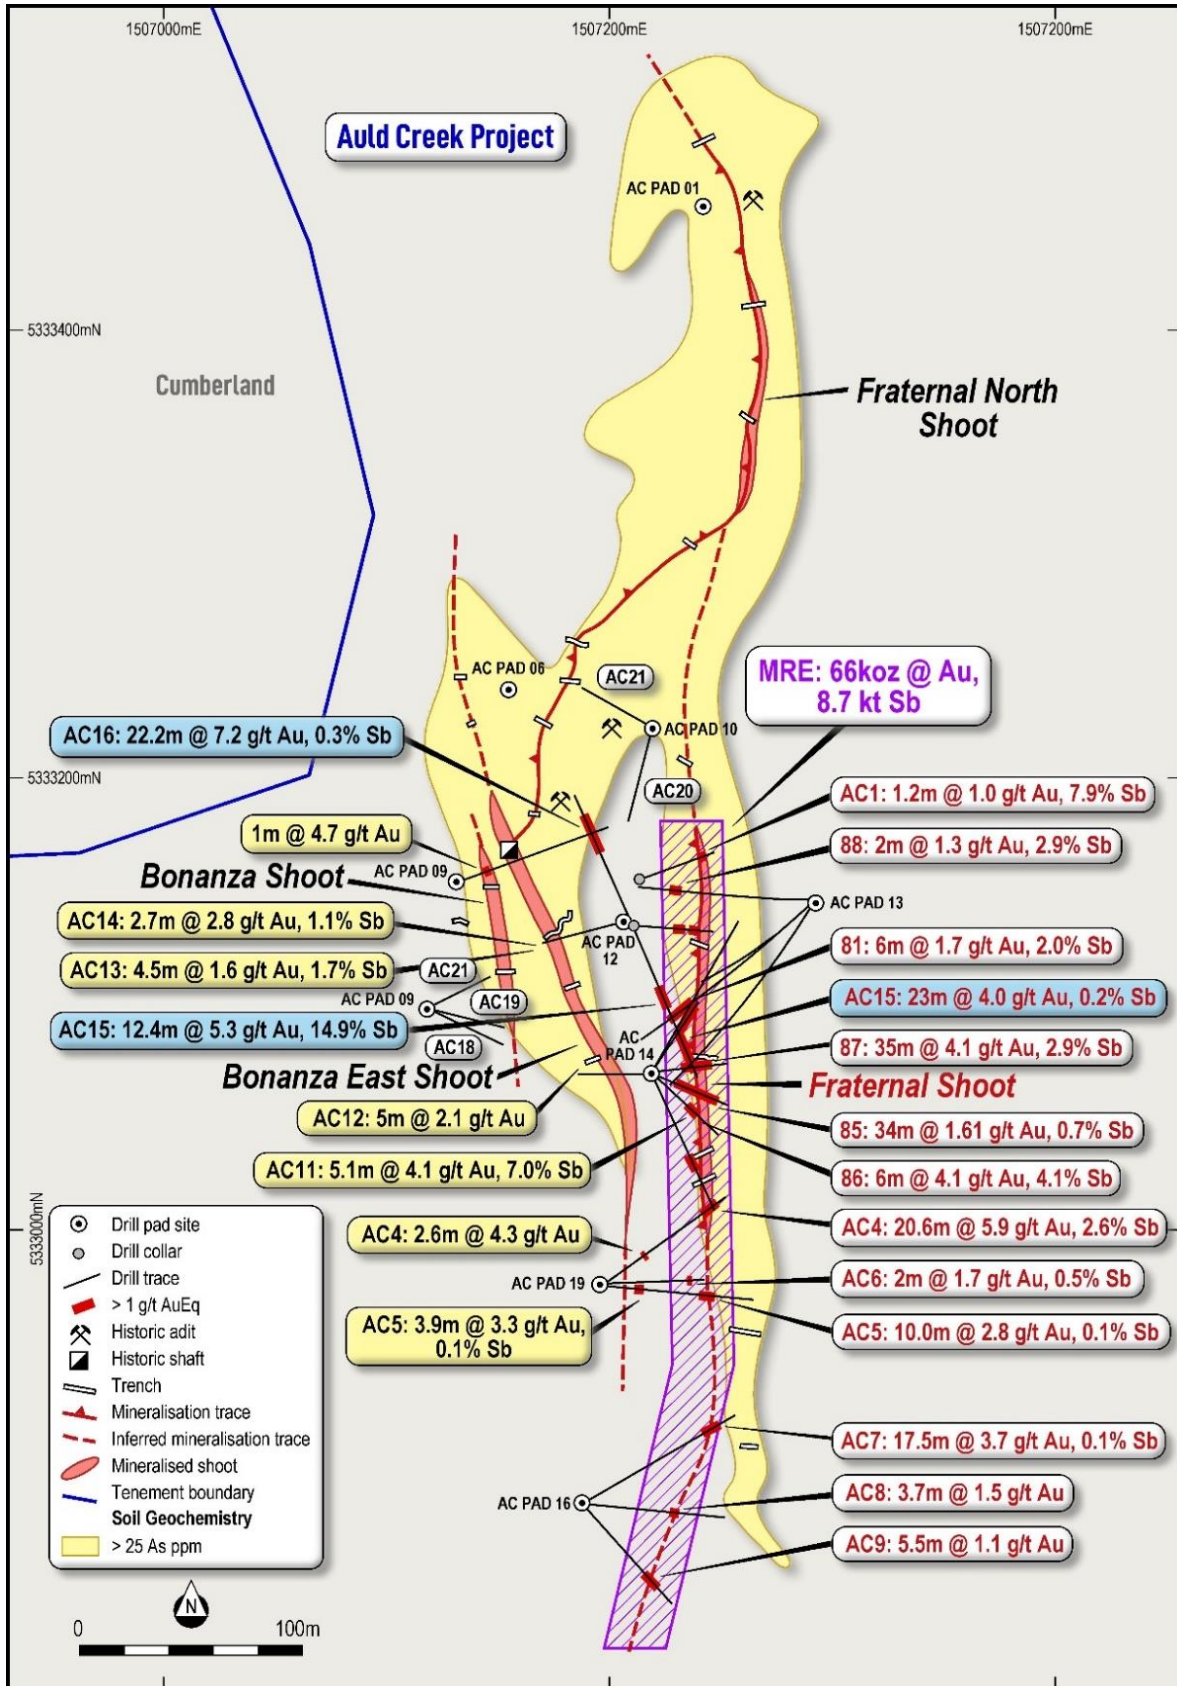 1507000mE
1507200mE
1507200mE
Auld Creek Project
AC PAD 01
5333400mN
Cumberland
Fraternal North
Shoot
AC PAD 06
AC21
MRE: 66koz @ Au,
8.7 kt Sb
AC PAD 10
AC16: 22.2m @ 7.2 g/t Au, 0.3% Sb
5333200mN
AC20
AC1: 1.2m @ 1.0 g/t Au, 7.9% Sb
1m @ 4.7 g/t Au
88: 2m @ 1.3 g/t Au, 2.9% Sb
AC PAD 09
Bonanza Shoot
AC PAD 13
AC14: 2.7m @ 2.8 g/t Au, 1.1% Sb
AC PAD
12
81: 6m @ 1.7 g/t Au, 2.0% Sb
AC13: 4.5m @ 1.6 g/t Au, 1.7% Sb
AC21
AC PAD 09
AC19
AC15: 23m @ 4.0 g/t Au, 0.2% Sb
AC15: 12.4m @ 5.3 g/t Au, 14.9% Sb
AC
PAD 14
AC18
87: 35m @ 4.1 g/t Au, 2.9% Sb
Bonanza East Shoot
Fraternal Shoot
AC12: 5m @ 2.1 g/t Au
85: 34m @ 1.61 g/t Au, 0.7% Sb
AC11: 5.1m @ 4.1 g/t Au, 7.0% Sb
86: 6m @ 4.1 g/t Au, 4.1% Sb
5333000mN
AC4: 2.6m @ 4.3 g/t Au
AC4: 20.6m @ 5.9 g/t Au, 2.6% Sb
AC PAD 19
AC6: 2m @ 1.7 g/t Au, 0.5% Sb
AC5: 3.9m @ 3.3 g/t Au,
0.1% Sb
AC5: 10.0m @ 2.8 g/t Au, 0.1% Sb
AC7: 17.5m @ 3.7 g/t Au, 0.1% Sb
AC PAD 16
AC8: 3.7m @ 1.5 g/t Au
AC9: 5.5m @ 1.1 g/t Au
Drill pad site
Drill collar
Drill trace
> 1 g/t AuEq
Historic adit
Historic shaft
Trench
Mineralisation trace
Inferred mineralisation trace
Mineralised shoot
Tenement boundary
Soil Geochemistry
> 25 As ppm
N
0
100m